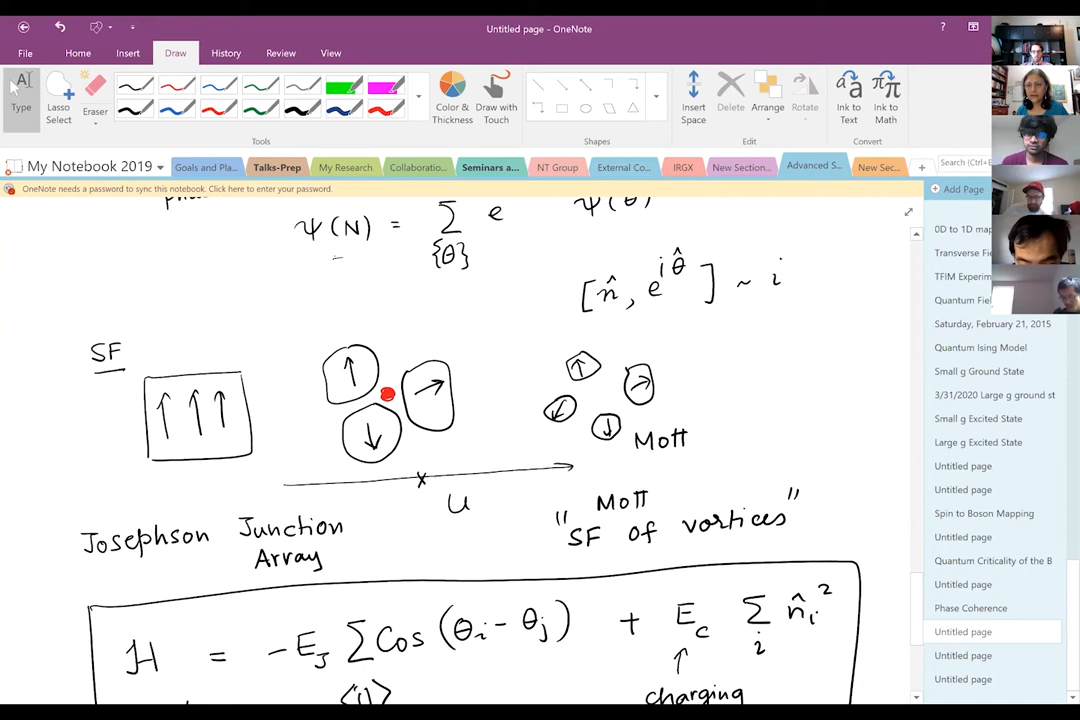 Untitled page - OneNote
?
File Home Insert Draw History Review View
Type
Lasso Select
Eraser
Color & Thickness
Draw with Touch
Insert Space
Delete
Arrange
Rotate
Ink to Text
Ink to Math
Tools
Shapes
Edit
Convert
My Notebook 2019
Goals and Pla...
Talks-Prep
My Research
Collaboratio...
Seminars a...
NT Group
External Co...
IRGX
New Section...
Advanced S...
New Sec...
+
Search (Ctrl+E
OneNote needs a password to sync this notebook. Click here to enter your password.
Add Page
ψ(N) = Σ e ψ(θ)
{θ}
[n̂, e^{iθ̂}] ~ i
SF
Mott
U
Josephson Junction
Array
Mott
"SF of vortices"
H = -E_J Σ Cos(θ_i - θ_j) + E_c Σ n̂_i²
<ij>
i
charging
0D to 1D map
Transverse Fi
TFIM Experim
Quantum Fiel
Saturday, February 21, 2015
Quantum Ising Model
Small g Ground State
3/31/2020 Large g ground st
Small g Excited State
Large g Excited State
Untitled page
Untitled page
Spin to Boson Mapping
Untitled page
Quantum Criticality of the B
Untitled page
Phase Coherence
Untitled page
Untitled page
Untitled page